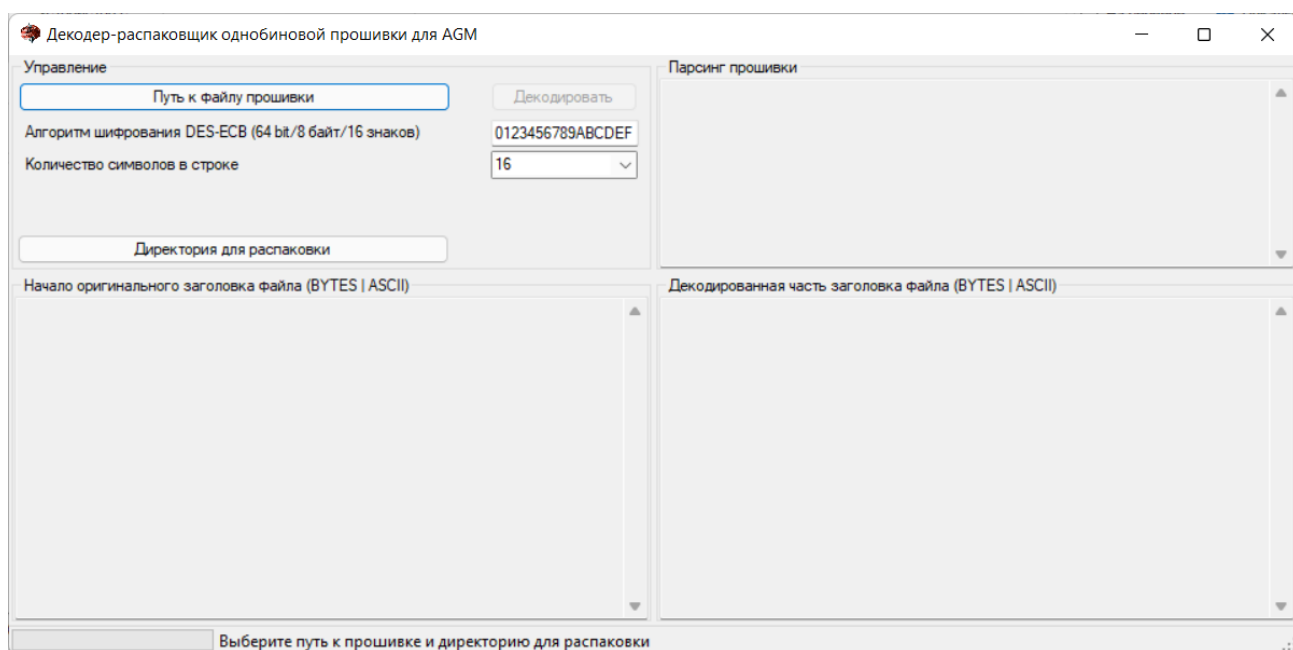 Декодер-распаковщик однобиновой прошивки для AGM
Управление
Путь к файлу прошивки
Декодировать
Алгоритм шифрования DES-ECB (64 bit/8 байт/16 знаков)
0123456789ABCDEF
Количество символов в строке
16
Директория для распаковки
Парсинг прошивки
Начало оригинального заголовка файла (BYTES | ASCII)
Декодированная часть заголовка файла (BYTES | ASCII)
Выберите путь к прошивке и директорию для распаковки